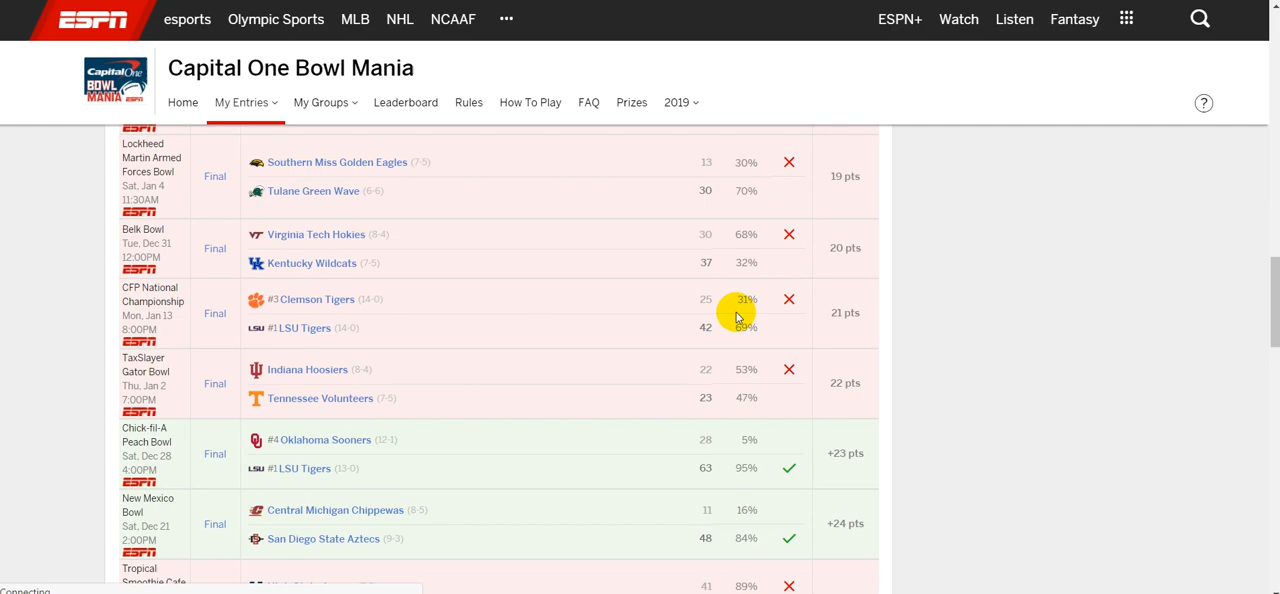 ESPN esports Olympic Sports MLB NHL NCAAF ••• ESPN+ Watch Listen Fantasy
Capital One BOWL MANIA ESPN
Capital One Bowl Mania
Home My Entries My Groups Leaderboard Rules How To Play FAQ Prizes 2019
?
ESPN
Lockheed
Martin Armed
Forces Bowl
Sat, Jan 4
11:30AM
ESPN
Final
Southern Miss Golden Eagles (7-5) 13 30%
Tulane Green Wave (6-6) 30 70%
19 pts
Belk Bowl
Tue, Dec 31
12:00PM
ESPN
Final
VT Virginia Tech Hokies (8-4) 30 68%
UK Kentucky Wildcats (7-5) 37 32%
20 pts
CFP National
Championship
Mon, Jan 13
8:00PM
ESPN
Final
#3 Clemson Tigers (14-0) 25 31%
LSU #1 LSU Tigers (14-0) 42 69%
21 pts
TaxSlayer
Gator Bowl
Thu, Jan 2
7:00PM
ESPN
Final
Indiana Hoosiers (8-4) 22 53%
T Tennessee Volunteers (7-5) 23 47%
22 pts
Chick-fil-A
Peach Bowl
Sat, Dec 28
4:00PM
ESPN
Final
OU #4 Oklahoma Sooners (12-1) 28 5%
LSU #1 LSU Tigers (13-0) 63 95%
+23 pts
New Mexico
Bowl
Sat, Dec 21
2:00PM
ESPN
Final
Central Michigan Chippewas (8-5) 11 16%
San Diego State Aztecs (9-3) 48 84%
+24 pts
Tropical
Smoothie Cafe
41 89%
Connecting